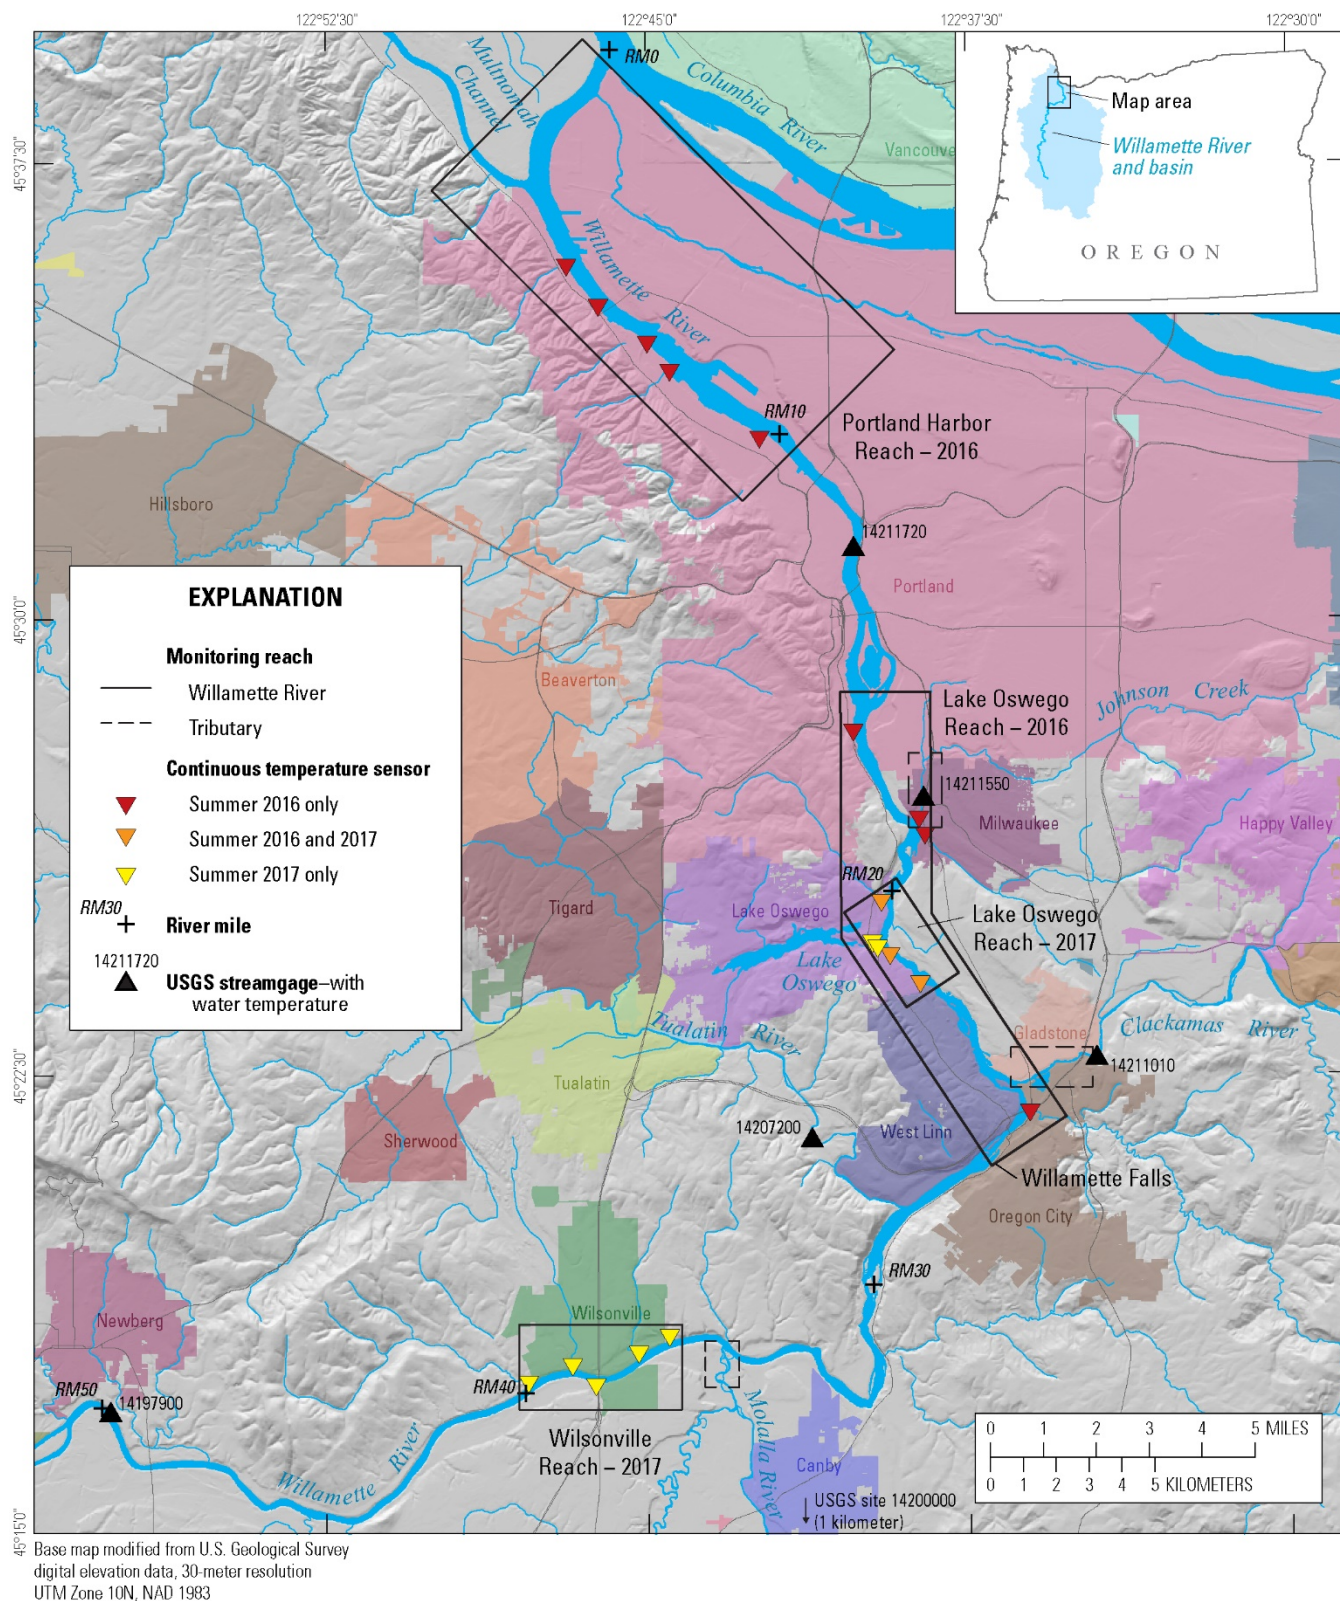 122°52'30"
122°45'0"
122°37'30"
122°30'0"
45°37'30"
45°30'0"
45°22'30"
45°15'0"
RM0
Multnomah
Channel
Columbia
River
Vancouve
Map area
Willamette River
and basin
OREGON
Willamette
River
RM10
Portland Harbor
Reach – 2016
Hillsboro
14211720
Portland
Beaverton
EXPLANATION
Monitoring reach
Willamette River
Tributary
Continuous temperature sensor
Summer 2016 only
Summer 2016 and 2017
Summer 2017 only
RM30
River mile
14211720
USGS streamgage–with
water temperature
Lake Oswego
Reach – 2016
Johnson Creek
14211550
Milwaukee
Happy Valley
RM20
Tigard
Lake Oswego
Lake Oswego
Reach – 2017
Lake
Oswego
Tualatin River
Gladstone
Clackamas River
14211010
Tualatin
14207200
Sherwood
West Linn
Willamette Falls
Oregon City
RM30
Newberg
Wilsonville
RM50
14197900
RM40
Willamette River
Wilsonville
Reach – 2017
Molalla River
Canby
USGS site 14200000
(1 kilometer)
0 1 2 3 4 5 MILES
0 1 2 3 4 5 KILOMETERS
Base map modified from U.S. Geological Survey
digital elevation data, 30-meter resolution
UTM Zone 10N, NAD 1983